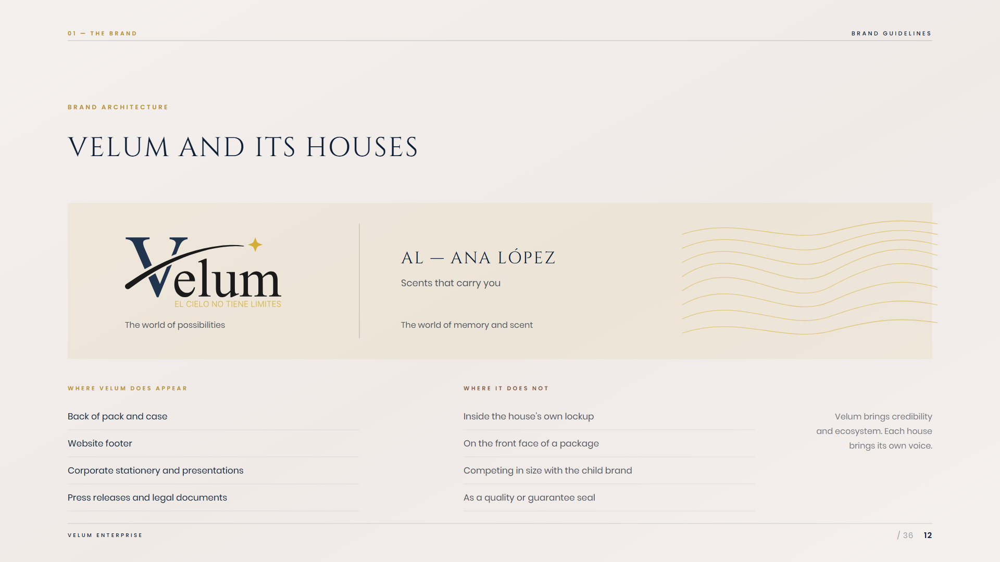 01 — THE BRAND
BRAND GUIDELINES
BRAND ARCHITECTURE
VELUM AND ITS HOUSES
Velum
EL CIELO NO TIENE LIMITES
The world of possibilities
AL — ANA LÓPEZ
Scents that carry you
The world of memory and scent
WHERE VELUM DOES APPEAR
Back of pack and case
Website footer
Corporate stationery and presentations
Press releases and legal documents
WHERE IT DOES NOT
Inside the house's own lockup
On the front face of a package
Competing in size with the child brand
As a quality or guarantee seal
Velum brings credibility
and ecosystem. Each house
brings its own voice.
VELUM ENTERPRISE
/ 36 12